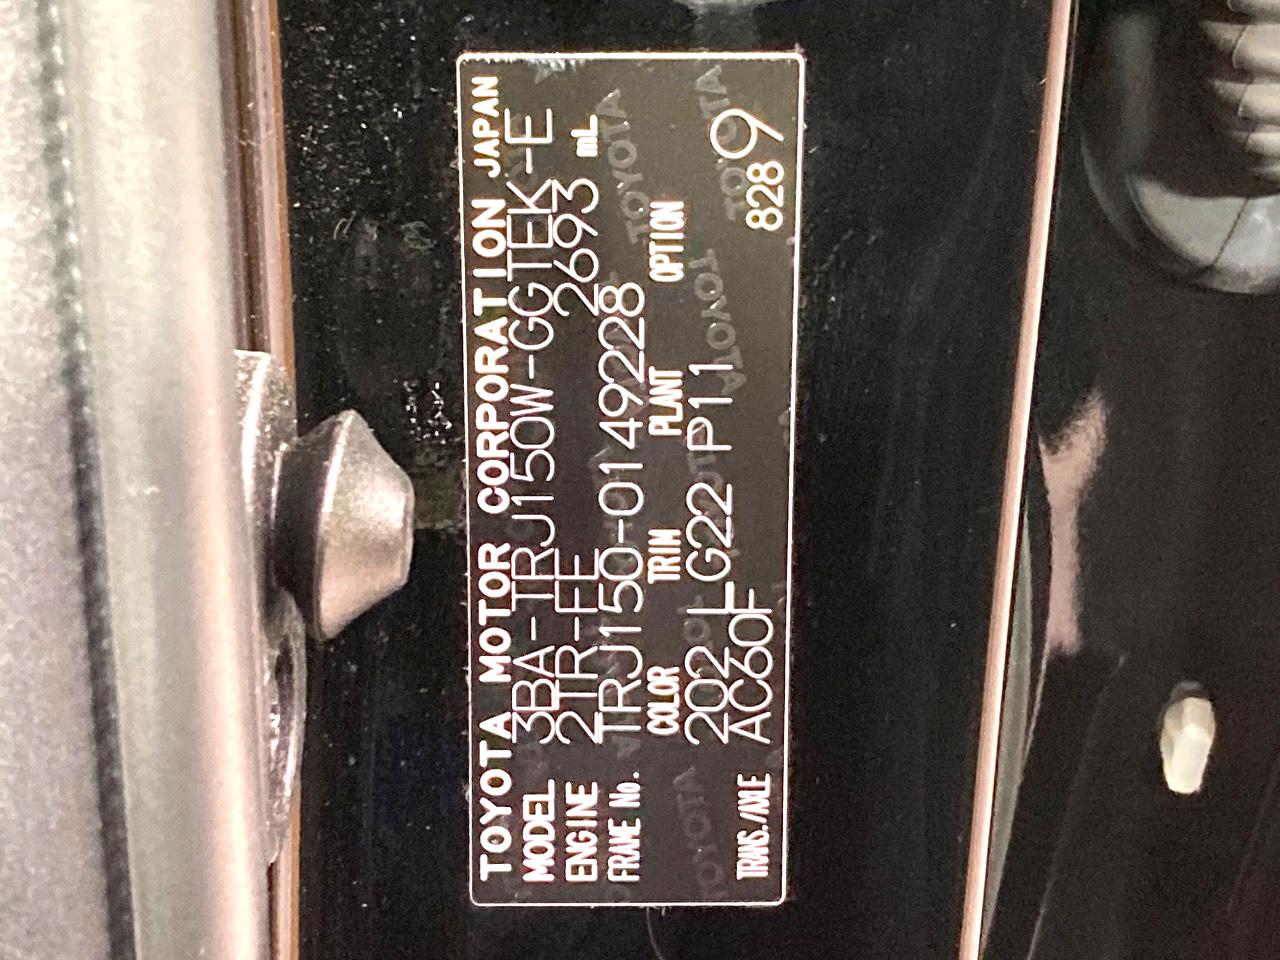 TOYOTA MOTOR CORPORATION JAPAN
MODEL 3BA-TRJ150W-GGTEK-E
ENGINE 2TR-FE 2693 mL
FRAME No. TRJ150-0149228
COLOR TRIM PLANT OPTION
202 LG22 P11
TRANS./AXLE AC60F 828 9